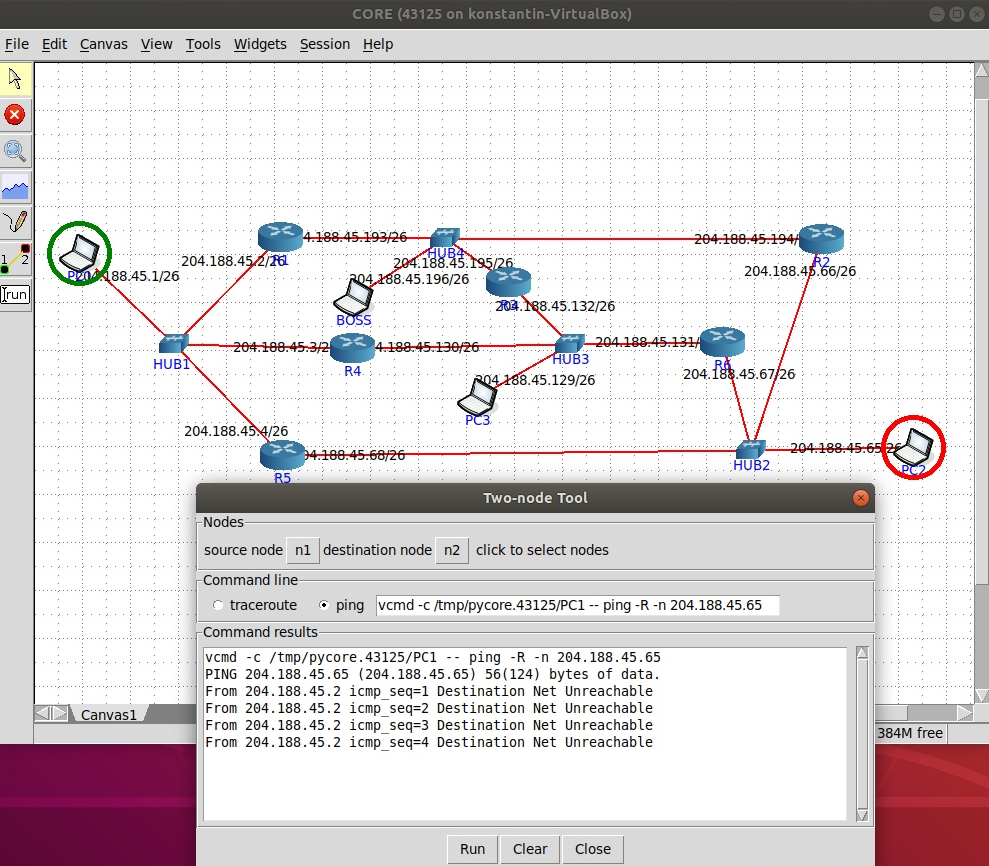 CORE (43125 on konstantin-VirtualBox)
File Edit Canvas View Tools Widgets Session Help
4.188.45.193/26
HUB4
204.188.45.194/
R2
204.188.45.2/26
R1
204.188.45.195/26
204.188.45.66/26
.188.45.1/26
204.188.45.196/26
1 2
run
R3
204.188.45.132/26
BOSS
204.188.45.3/2
4.188.45.130/26
204.188.45.131/
HUB1
R4
HUB3
R6
204.188.45.129/26
204.188.45.67/26
PC3
204.188.45.4/26
204.188.45.65/26
04.188.45.68/26
HUB2
PC2
R5
Two-node Tool
Nodes
source node n1 destination node n2 click to select nodes
Command line
traceroute ping vcmd -c /tmp/pycore.43125/PC1 -- ping -R -n 204.188.45.65
Command results
vcmd -c /tmp/pycore.43125/PC1 -- ping -R -n 204.188.45.65
PING 204.188.45.65 (204.188.45.65) 56(124) bytes of data.
From 204.188.45.2 icmp_seq=1 Destination Net Unreachable
From 204.188.45.2 icmp_seq=2 Destination Net Unreachable
From 204.188.45.2 icmp_seq=3 Destination Net Unreachable
From 204.188.45.2 icmp_seq=4 Destination Net Unreachable
Canvas1
384M free
Run Clear Close